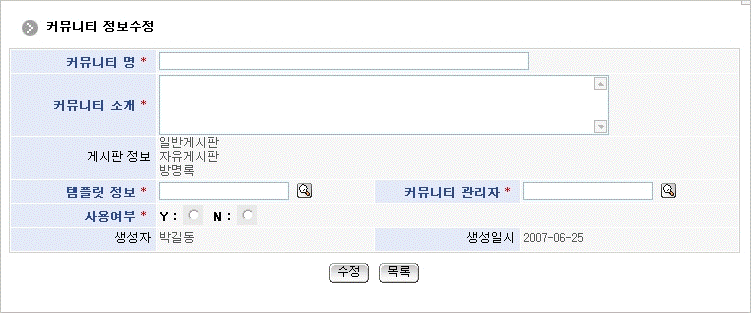 커뮤니티 정보수정
커뮤니티 명 *
커뮤니티 소개 *
게시판 정보 일반게시판
자유게시판
방명록
템플릿 정보 * 커뮤니티 관리자 *
사용여부 * Y : N :
생성자 박길동 생성일시 2007-06-25
수정 목록